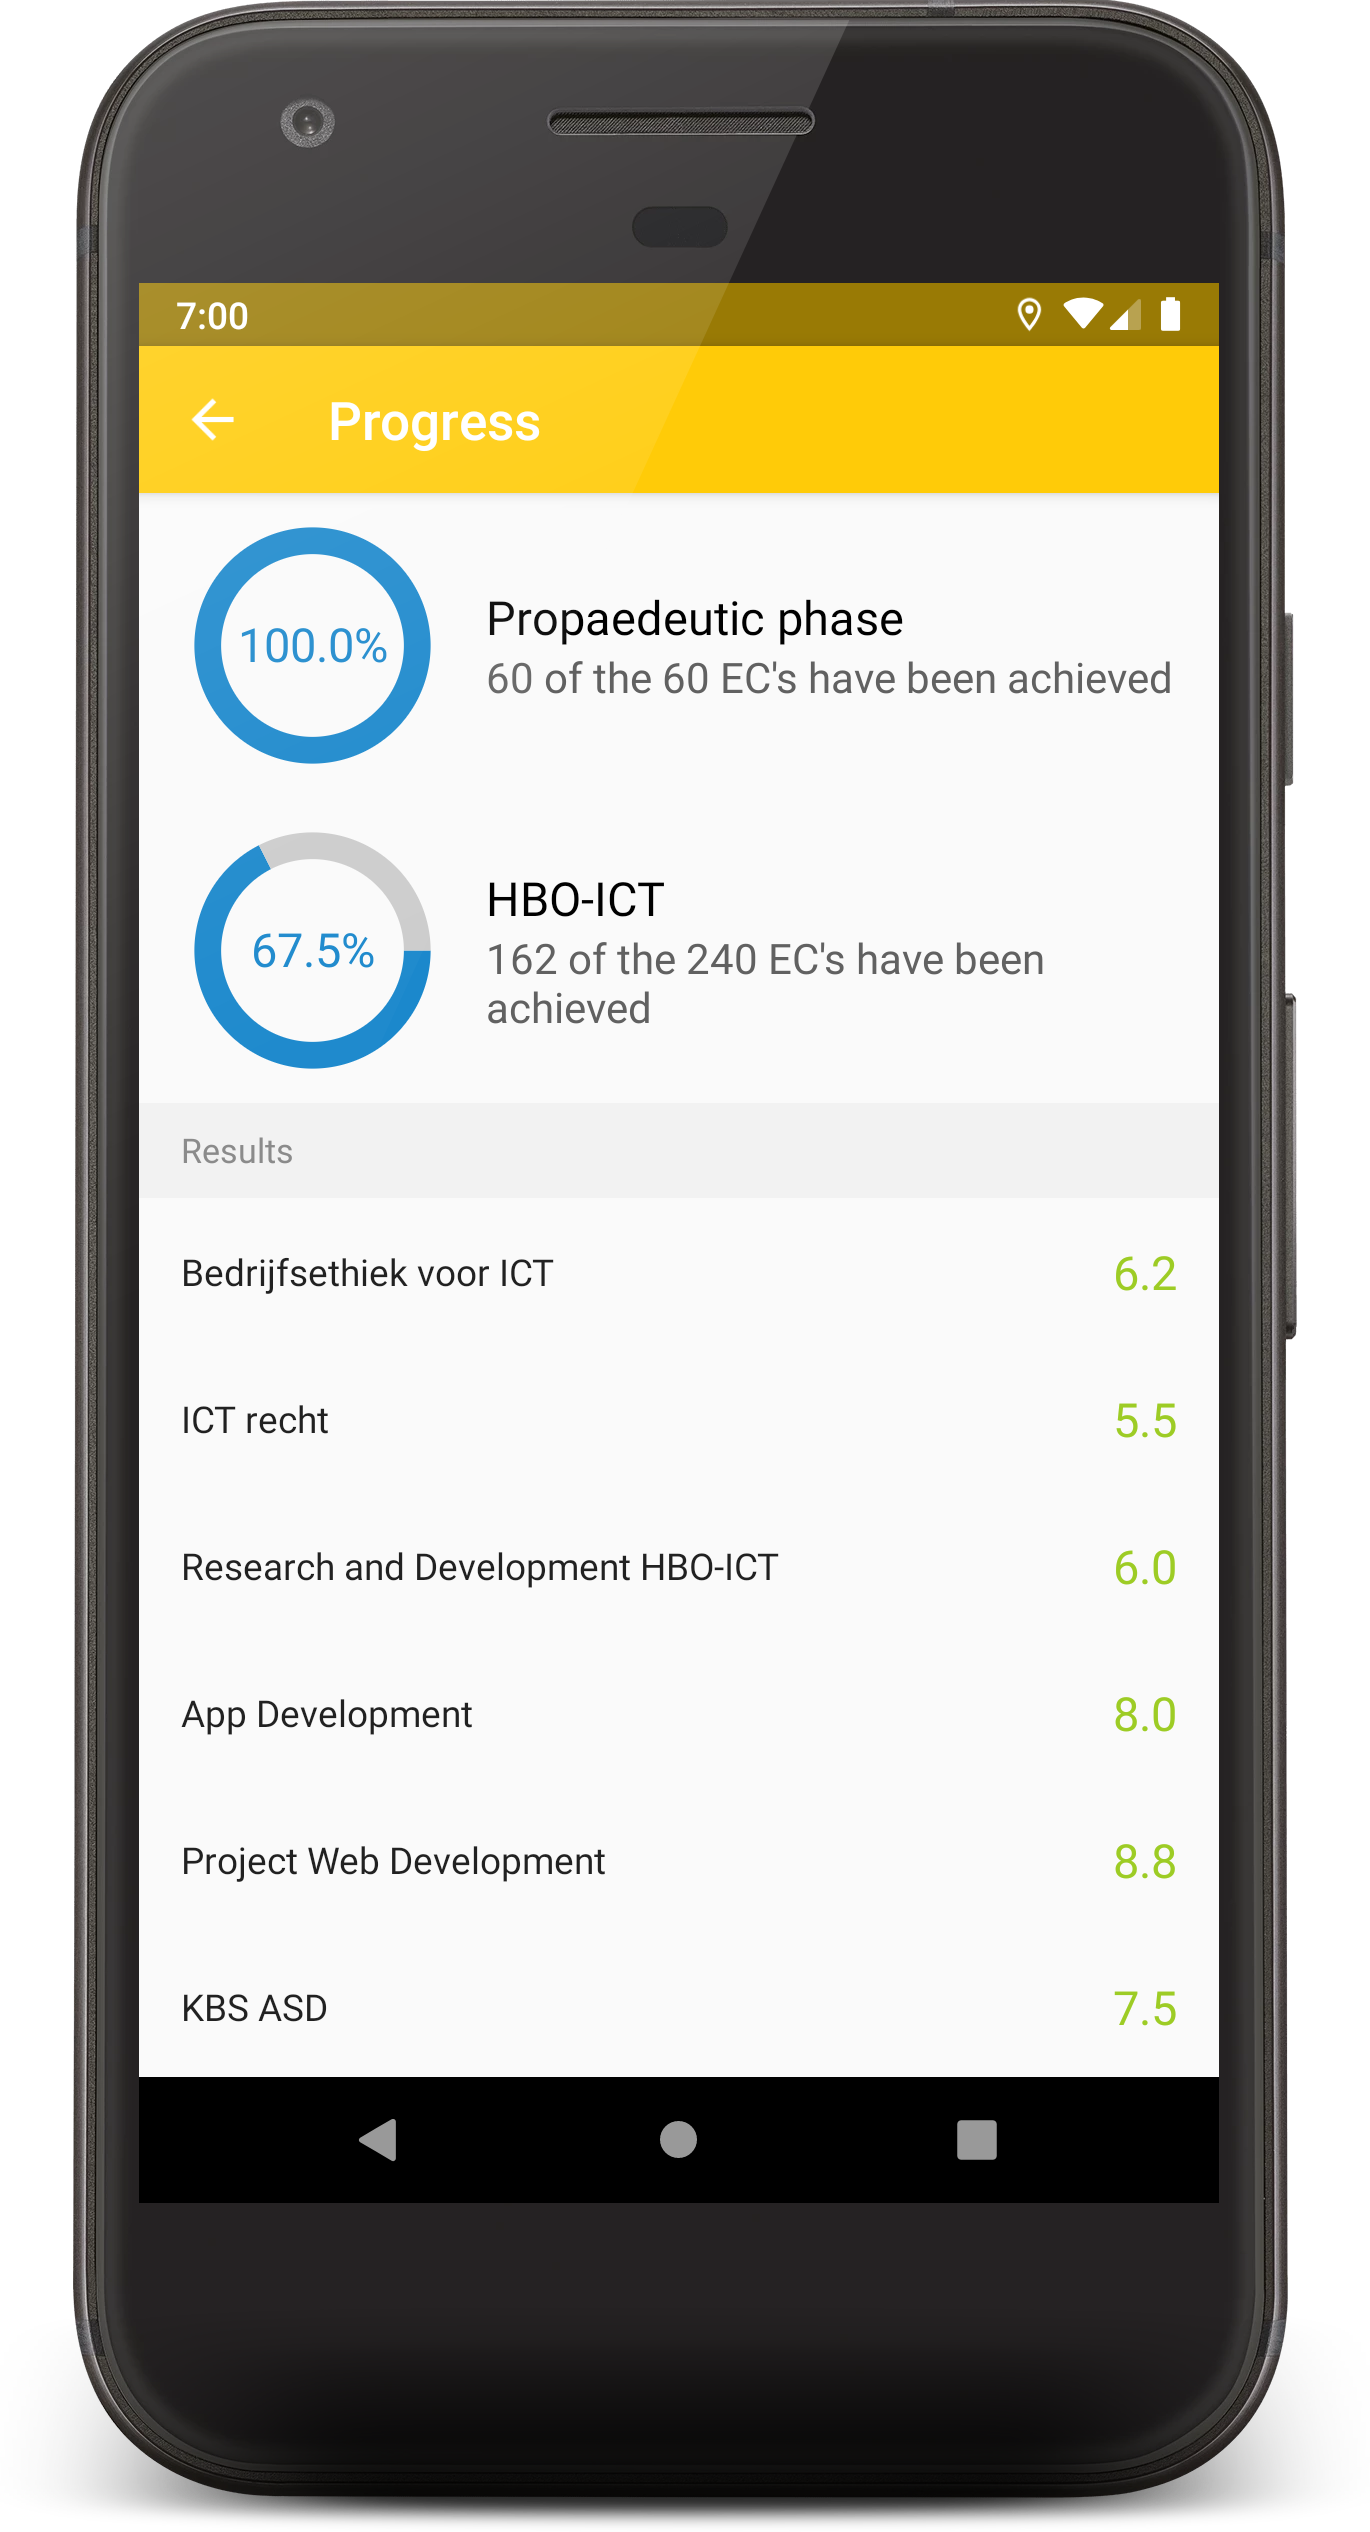 7:00
Progress
100.0%
Propaedeutic phase
60 of the 60 EC's have been achieved
67.5%
HBO-ICT
162 of the 240 EC's have been
achieved
Results
Bedrijfsethiek voor ICT 6.2
ICT recht 5.5
Research and Development HBO-ICT 6.0
App Development 8.0
Project Web Development 8.8
KBS ASD 7.5